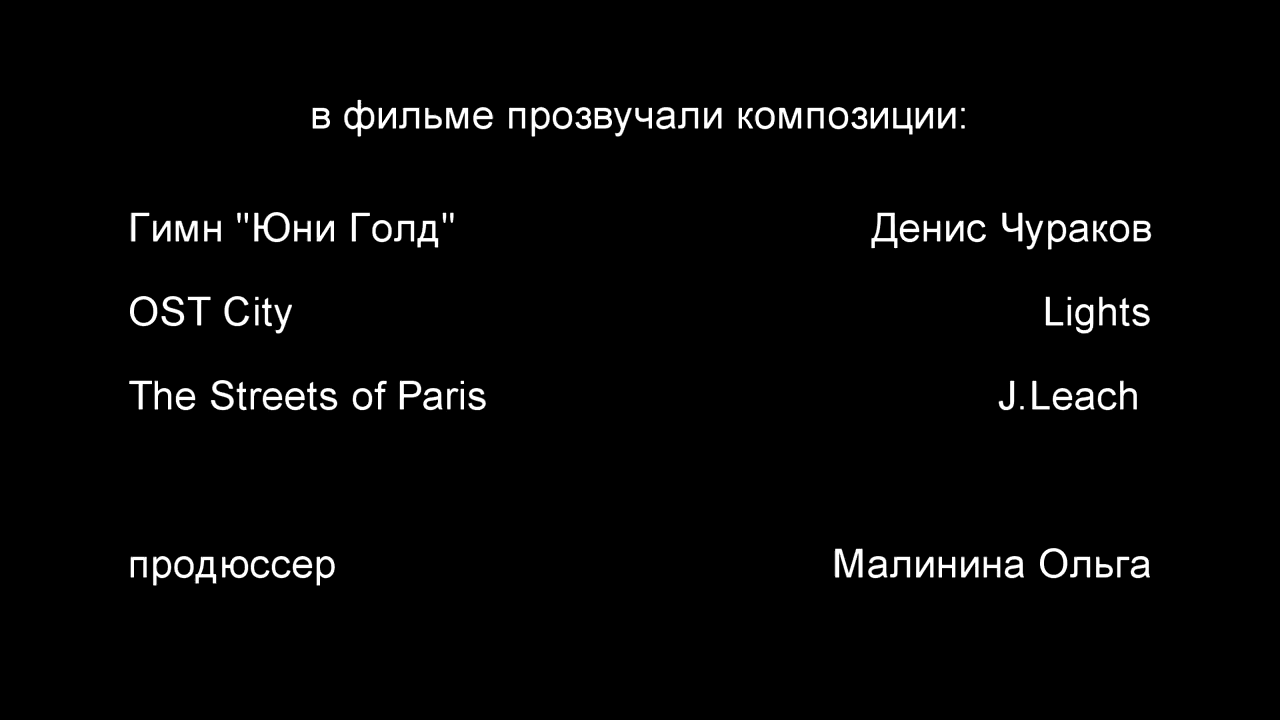 в фильме прозвучали композиции:
Гимн "Юни Голд" Денис Чураков
OST City Lights
The Streets of Paris J.Leach
продюссер Малинина Ольга